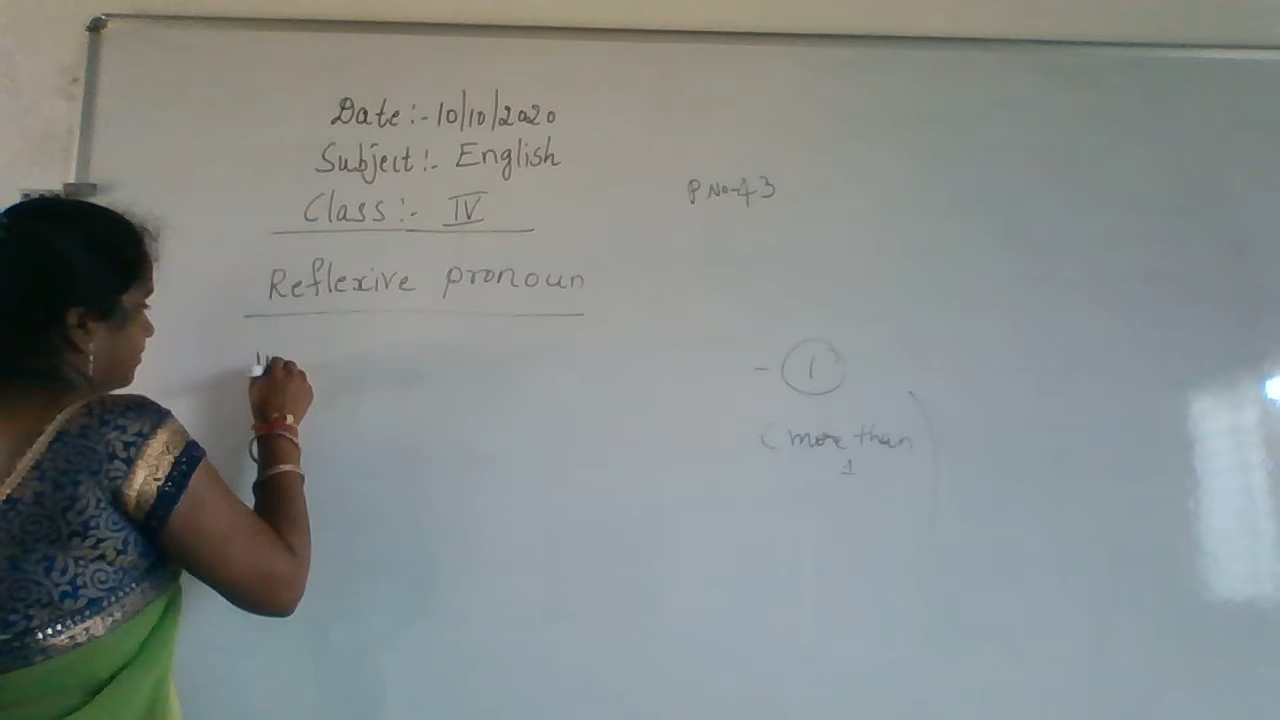 Date:-10/10/2020
Subject:- English
Class:- IV
P No-43
Reflexive pronoun
- 1
(more than
1
)